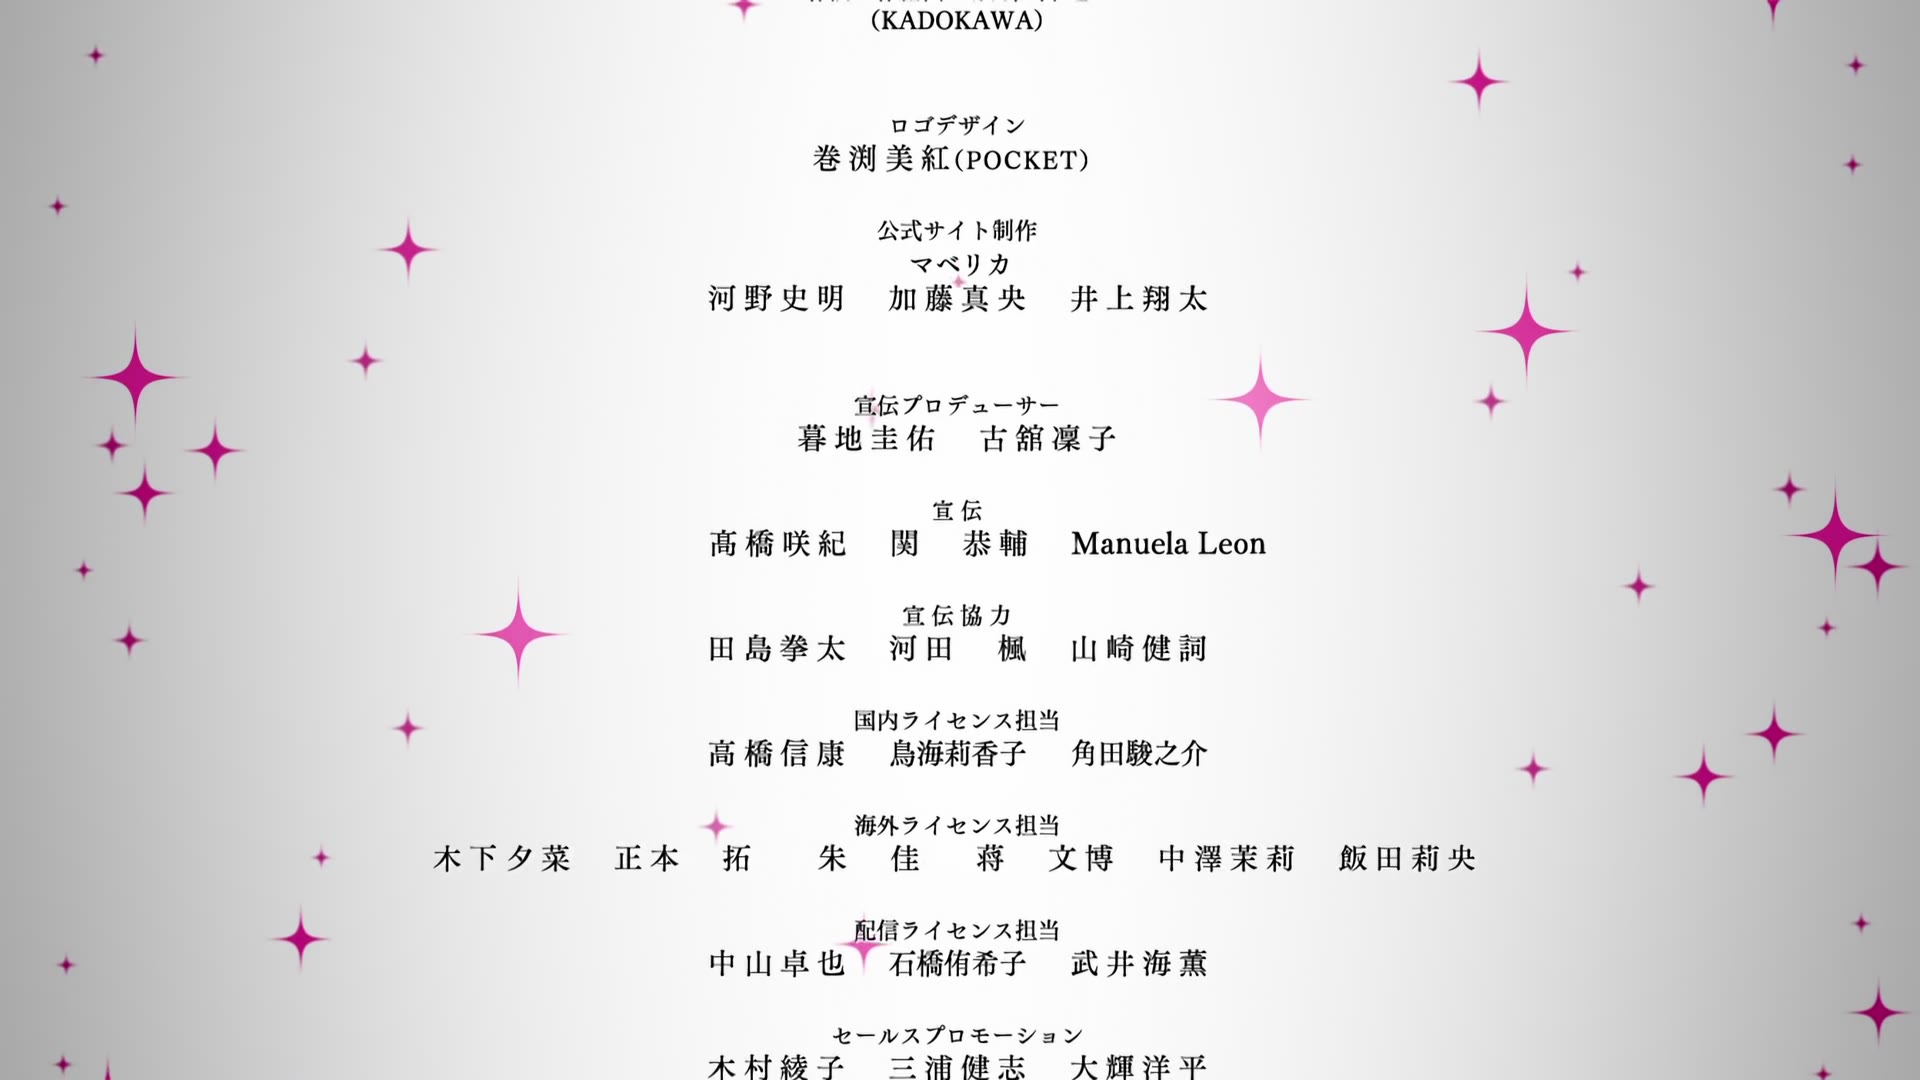 (KADOKAWA)
ロゴデザイン
巻渕美紅(POCKET)
公式サイト制作
マベリカ
河野史明 加藤真央 井上翔太
宣伝プロデューサー
暮地圭佑 古舘凜子
宣伝
髙橋咲紀 関 恭輔 Manuela Leon
宣伝協力
田島拳太 河田 楓 山崎健詞
国内ライセンス担当
高橋信康 鳥海莉香子 角田駿之介
海外ライセンス担当
木下夕菜 正本 拓 朱 佳 蒋 文博 中澤茉莉 飯田莉央
配信ライセンス担当
中山卓也 石橋侑希子 武井海薫
セールスプロモーション
木村綾子 三浦健志 大輝洋平